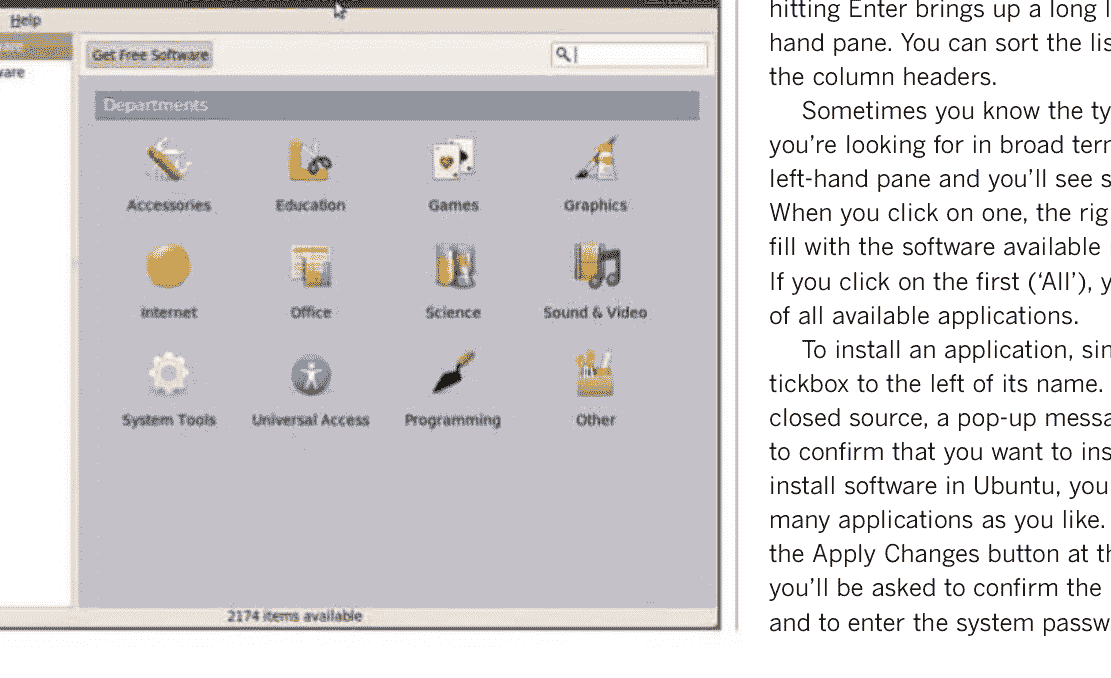 Help
Get Free Software
Departments
Accessories Education Games Graphics
Internet Office Science Sound & Video
System Tools Universal Access Programming Other
2174 items available
hitting Enter brings up a long l
hand pane. You can sort the lis
the column headers.
Sometimes you know the ty
you’re looking for in broad tern
left-hand pane and you’ll see s
When you click on one, the rig
fill with the software available
If you click on the first (‘All’), y
of all available applications.
To install an application, sin
tickbox to the left of its name.
closed source, a pop-up messa
to confirm that you want to ins
install software in Ubuntu, you
many applications as you like.
the Apply Changes button at th
you’ll be asked to confirm the
and to enter the system passw